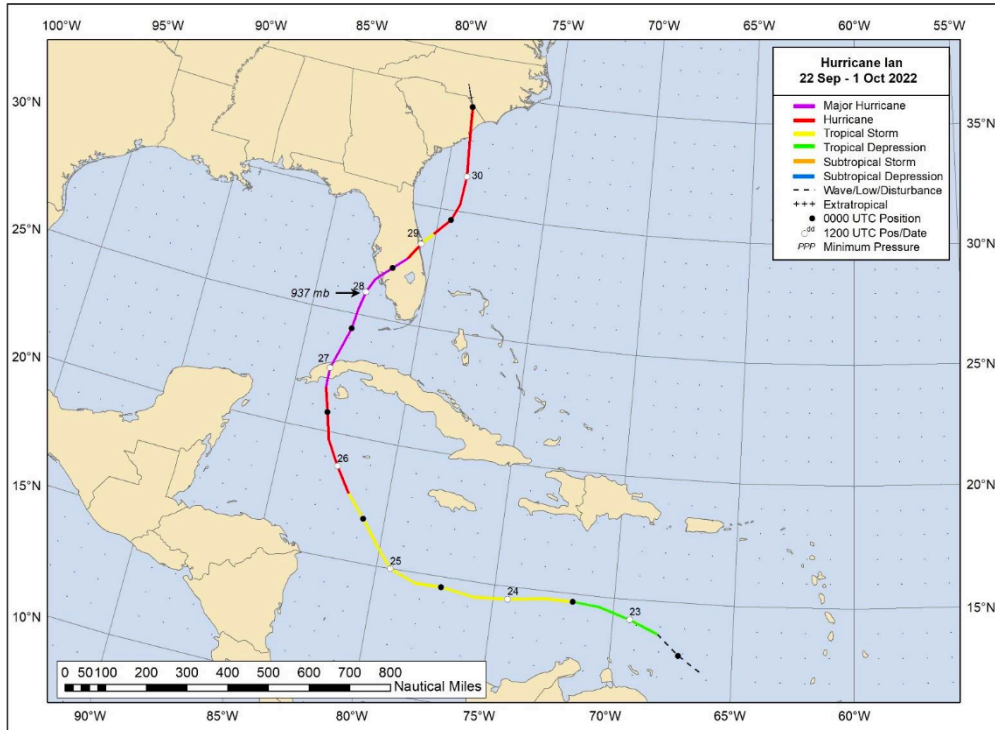 100°W 95°W 90°W 85°W 80°W 75°W 70°W 65°W 60°W 55°W
Hurricane Ian
22 Sep - 1 Oct 2022
Major Hurricane
Hurricane
Tropical Storm
Tropical Depression
Subtropical Storm
Subtropical Depression
Wave/Low/Disturbance
Extratropical
0000 UTC Position
dd 1200 UTC Pos/Date
PPP Minimum Pressure
30°N
35°N
30
25°N
29
30°N
28
937 mb
20°N
27
25°N
26
15°N
20°N
25
24
23
10°N
15°N
0 50 100 200 300 400 500 600 700 800
Nautical Miles
90°W 85°W 80°W 75°W 70°W 65°W 60°W